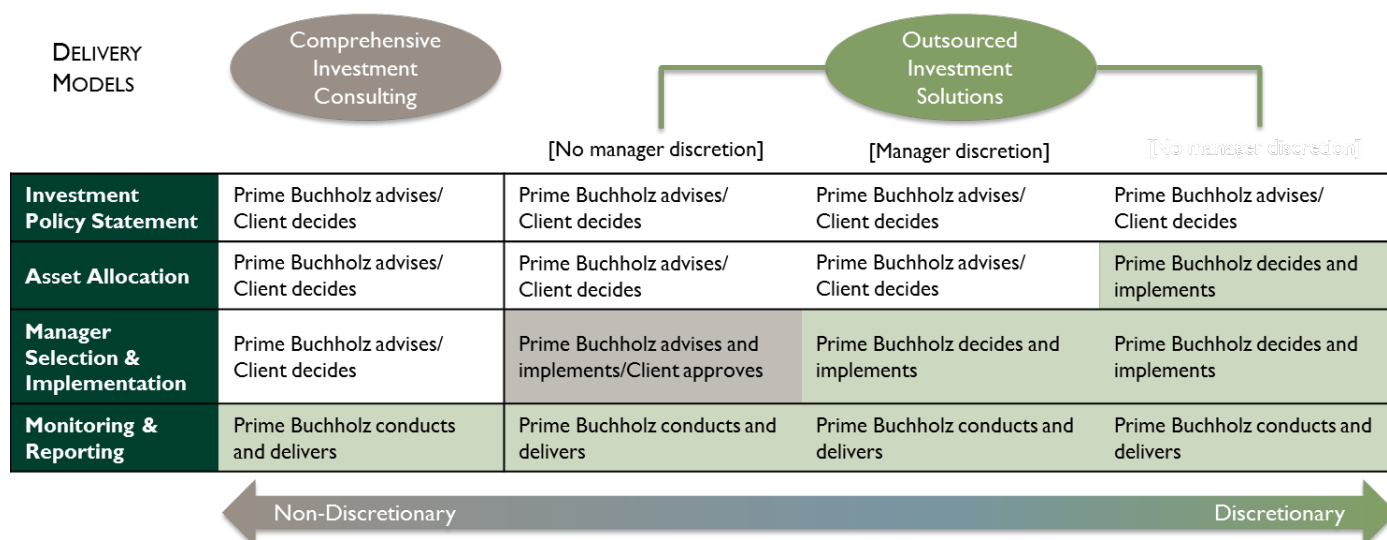 DELIVERY
MODELS
Comprehensive
Investment
Consulting
Outsourced
Investment
Solutions
[No manager discretion]
[Manager discretion]
[No manager discretion]
Investment
Policy Statement
Prime Buchholz advises/
Client decides
Prime Buchholz advises/
Client decides
Prime Buchholz advises/
Client decides
Prime Buchholz advises/
Client decides
Asset Allocation
Prime Buchholz advises/
Client decides
Prime Buchholz advises/
Client decides
Prime Buchholz advises/
Client decides
Prime Buchholz decides and
implements
Manager
Selection &
Implementation
Prime Buchholz advises/
Client decides
Prime Buchholz advises and
implements/Client approves
Prime Buchholz decides and
implements
Prime Buchholz decides and
implements
Monitoring &
Reporting
Prime Buchholz conducts
and delivers
Prime Buchholz conducts and
delivers
Prime Buchholz conducts and
delivers
Prime Buchholz conducts and
delivers
Non-Discretionary
Discretionary